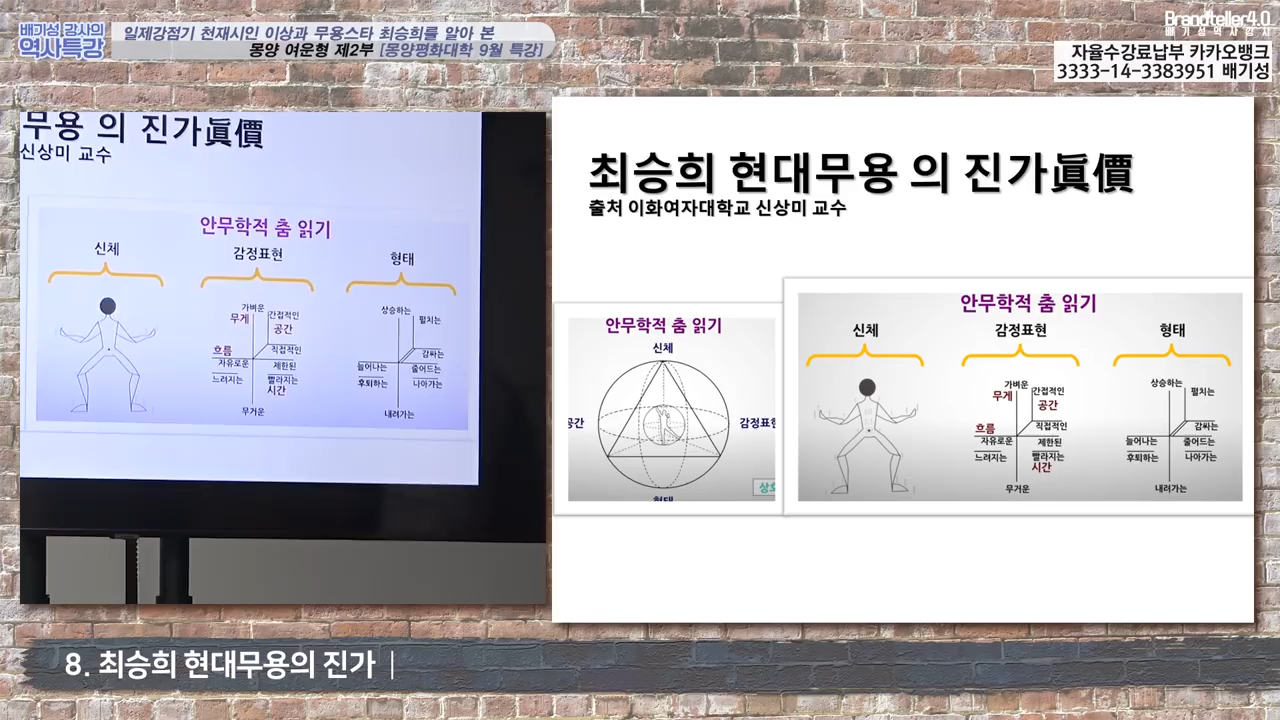 배기성 강사의
역사특강
일제강점기 천재시인 이상과 무용스타 최승희를 알아 본
몽양 여운형 제2부 [몽양평화대학 9월 특강]
Brandteller4.0
배기성역사임시
자율수강료납부 카카오뱅크
3333-14-3383951 배기성
무용 의 진가眞價
신상미 교수
안무학적 춤 읽기
신체
감정표현
형태
가벼운
무게
간접적인
공간
흐름
직접적인
자유로운
제한된
느려지는
빨라지는
시간
무거운
상승하는
펼치는
감싸는
늘어나는
줄어드는
후퇴하는
나아가는
내려가는
최승희 현대무용 의 진가眞價
출처 이화여자대학교 신상미 교수
안무학적 춤 읽기
신체
공간
감정표현
형태
안무학적 춤 읽기
신체
감정표현
형태
가벼운
무게
간접적인
공간
흐름
직접적인
자유로운
제한된
느려지는
빨라지는
시간
무거운
상승하는
펼치는
감싸는
늘어나는
줄어드는
후퇴하는
나아가는
내려가는
8. 최승희 현대무용의 진가